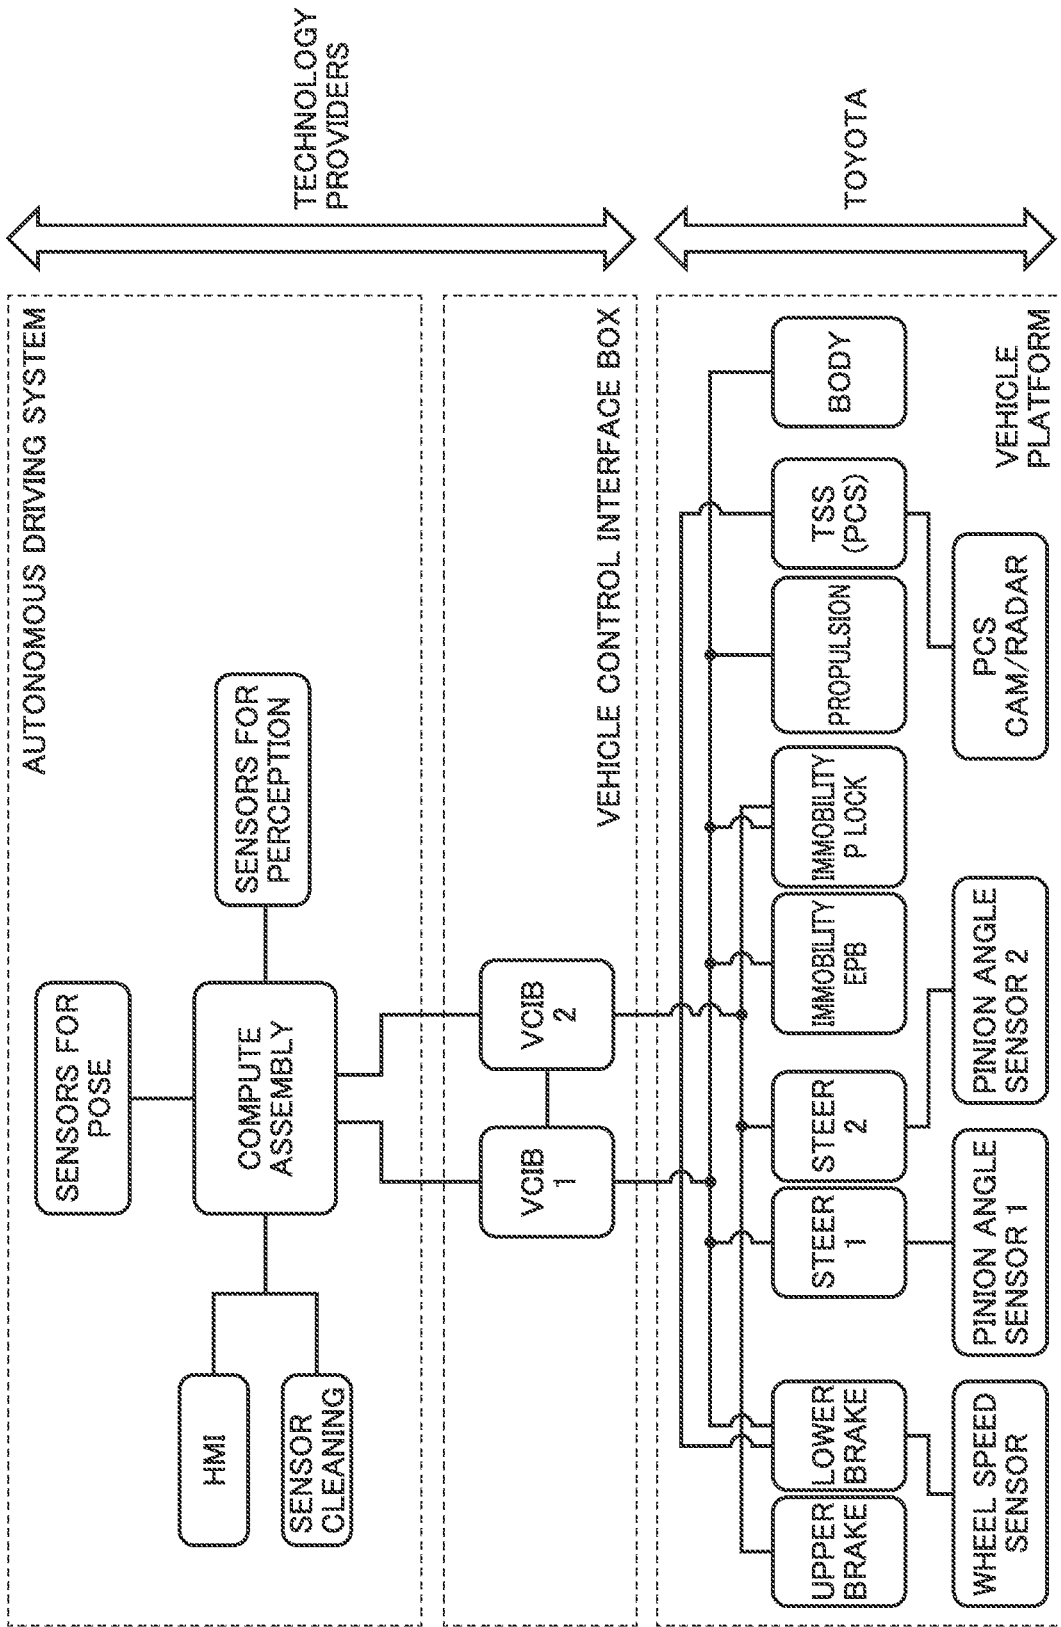 AUTONOMOUS DRIVING SYSTEM
SENSORS FOR
POSE
HMI
SENSOR
CLEANING
COMPUTE
ASSEMBLY
SENSORS FOR
PERCEPTION
TECHNOLOGY
PROVIDERS
VEHICLE CONTROL INTERFACE BOX
VCIB
1
VCIB
2
TOYOTA
UPPER
BRAKE
LOWER
BRAKE
STEER
1
STEER
2
IMMOBILITY
EPB
IMMOBILITY
P LOCK
PROPULSION
TSS
(PCS)
BODY
WHEEL SPEED
SENSOR
PINION ANGLE
SENSOR 1
PINION ANGLE
SENSOR 2
PCS
CAM/RADAR
VEHICLE
PLATFORM